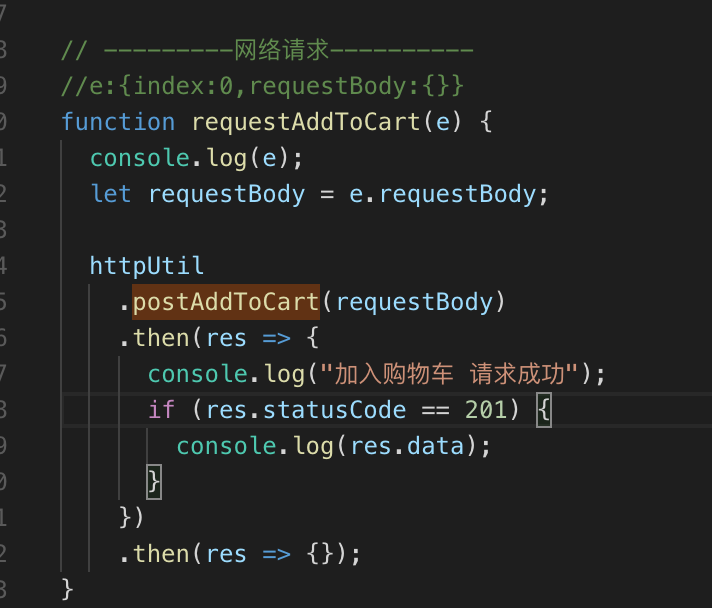 7
8 // ---------网络请求----------
9 //e:{index:0,requestBody:{}}
0 function requestAddToCart(e) {
1 console.log(e);
2 let requestBody = e.requestBody;
3
4 httpUtil
5 .postAddToCart(requestBody)
6 .then(res => {
7 console.log("加入购物车 请求成功");
8 if (res.statusCode == 201) {
9 console.log(res.data);
0 }
1 })
2 .then(res => {});
3 }